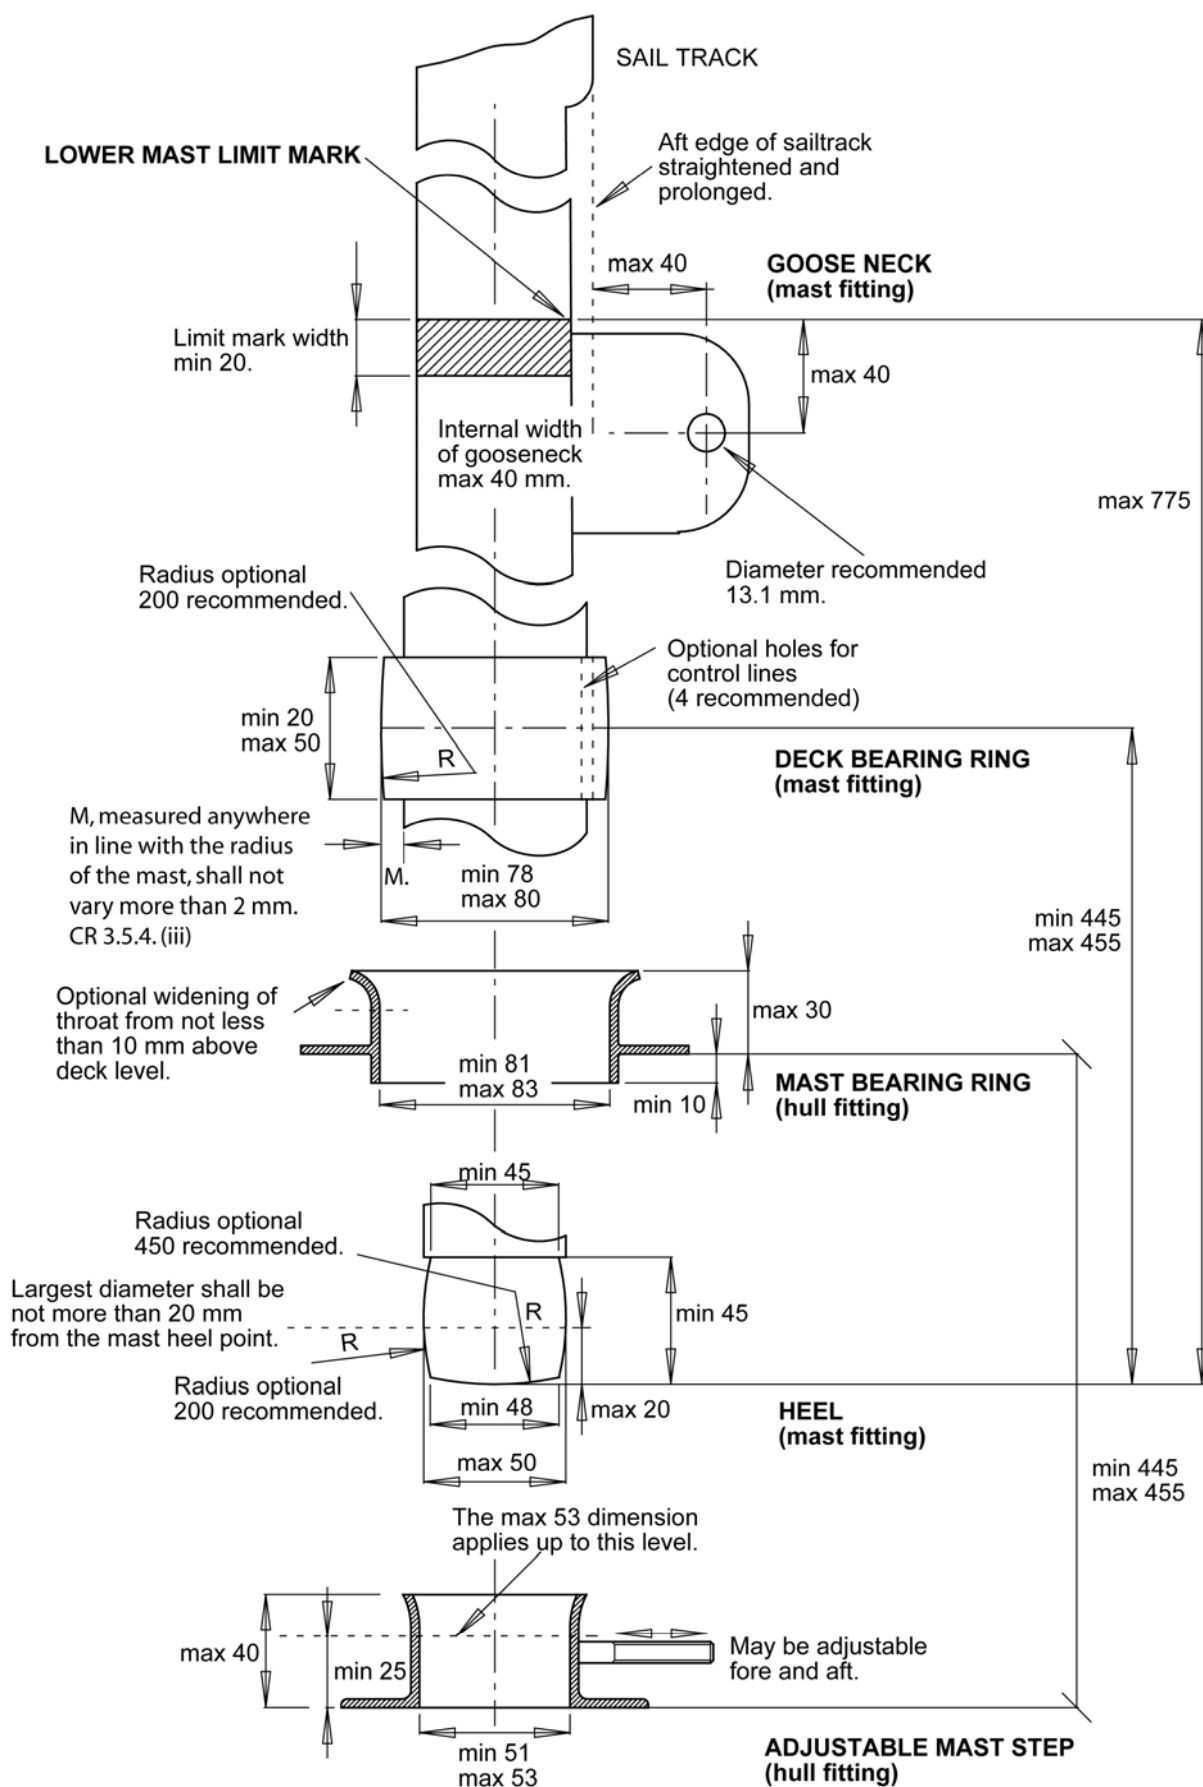 SAIL TRACK
LOWER MAST LIMIT MARK
Aft edge of sailtrack
straightened and
prolonged.
max 40
GOOSE NECK
(mast fitting)
Limit mark width
min 20.
max 40
Internal width
of gooseneck
max 40 mm.
max 775
Radius optional
200 recommended.
Diameter recommended
13.1 mm.
Optional holes for
control lines
(4 recommended)
min 20
max 50
R
DECK BEARING RING
(mast fitting)
M, measured anywhere
in line with the radius
of the mast, shall not
vary more than 2 mm.
CR 3.5.4. (iii)
M.
min 78
max 80
min 445
max 455
Optional widening of
throat from not less
than 10 mm above
deck level.
max 30
min 81
max 83
min 10
MAST BEARING RING
(hull fitting)
min 45
Radius optional
450 recommended.
Largest diameter shall be
not more than 20 mm
from the mast heel point.
R
R
min 45
Radius optional
200 recommended.
min 48
max 20
HEEL
(mast fitting)
max 50
min 445
max 455
The max 53 dimension
applies up to this level.
max 40
min 25
May be adjustable
fore and aft.
min 51
max 53
ADJUSTABLE MAST STEP
(hull fitting)